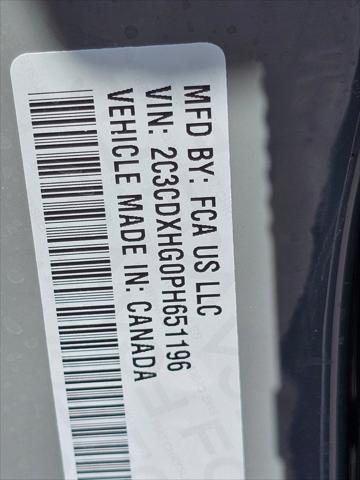 MFD BY: FCA US LLC
VIN: 2C3CDXHG0PH651196
VEHICLE MADE IN: CANADA